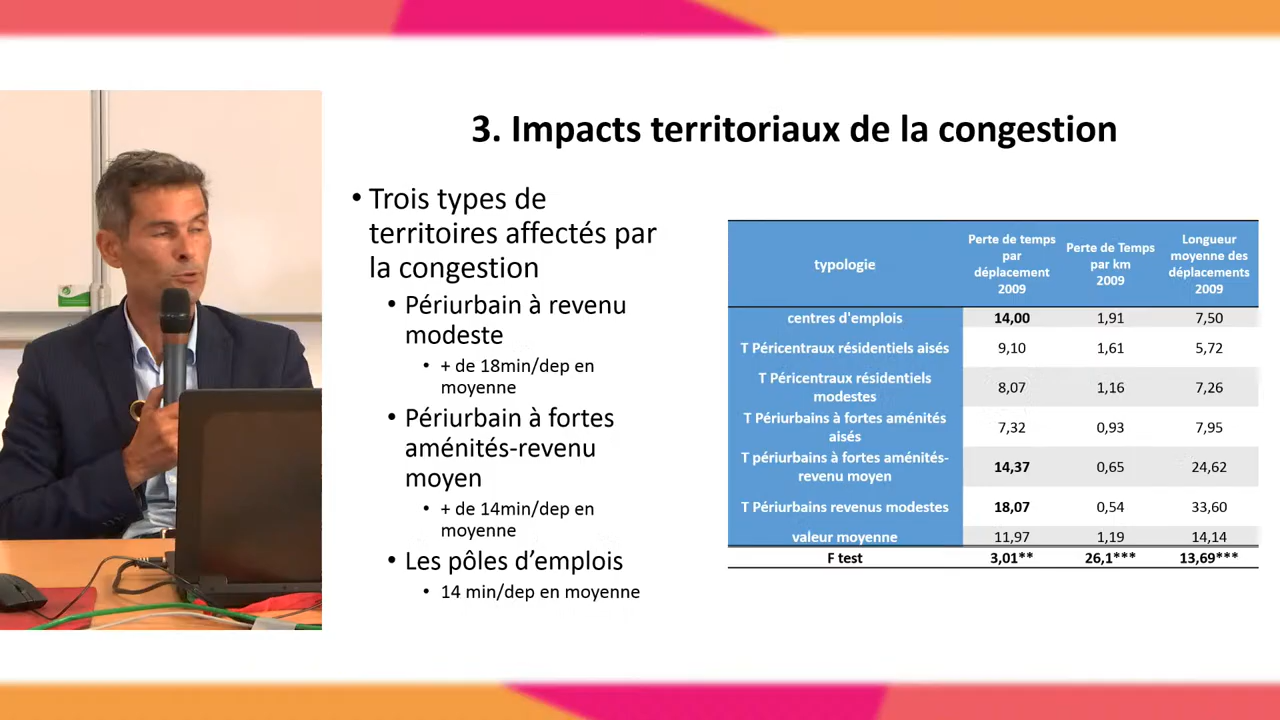 3. Impacts territoriaux de la congestion
• Trois types de
territoires affectés par
la congestion
• Périurbain à revenu
modeste
• + de 18min/dep en
moyenne
• Périurbain à fortes
aménités-revenu
moyen
• + de 14min/dep en
moyenne
• Les pôles d’emplois
• 14 min/dep en moyenne
typologie
Perte de temps
par
déplacement
2009
Perte de Temps
par km
2009
Longueur
moyenne des
déplacements
2009
centres d'emplois 14,00 1,91 7,50
T Péricentraux résidentiels aisés 9,10 1,61 5,72
T Péricentraux résidentiels
modestes 8,07 1,16 7,26
T Périurbains à fortes aménités
aisés 7,32 0,93 7,95
T périurbains à fortes aménités-
revenu moyen 14,37 0,65 24,62
T Périurbains revenus modestes 18,07 0,54 33,60
valeur moyenne 11,97 1,19 14,14
F test 3,01** 26,1*** 13,69***